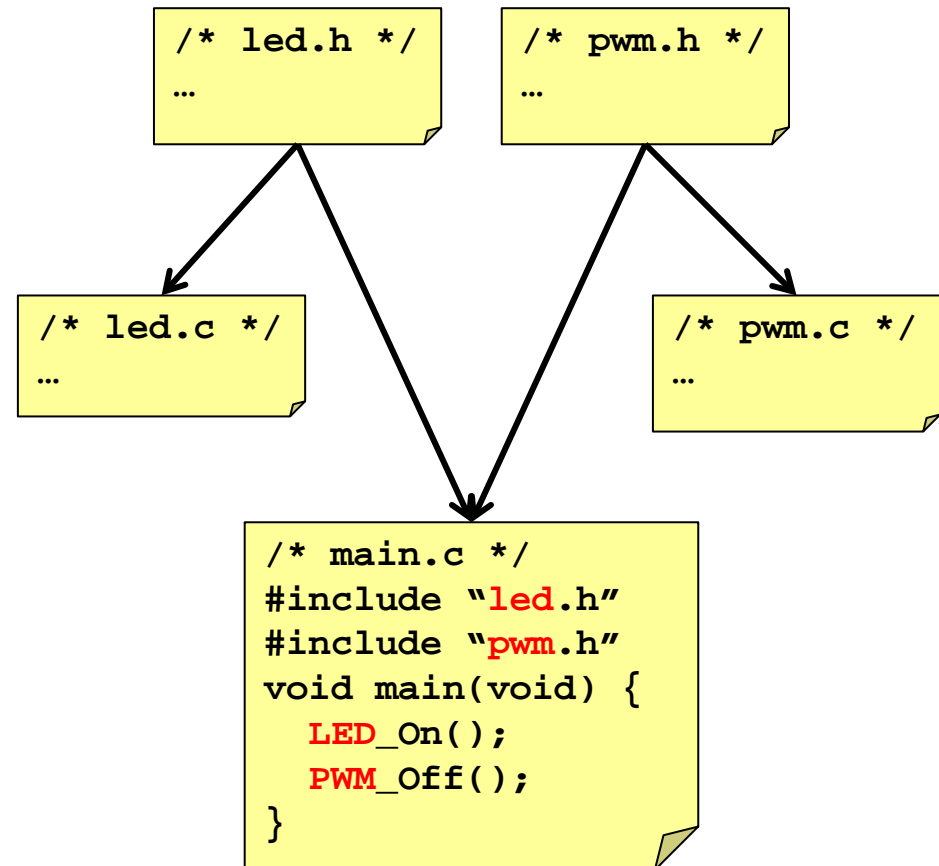 /* led.h */
…
/* pwm.h */
…
/* led.c */
…
/* pwm.c */
…
/* main.c */
#include “led.h”
#include “pwm.h”
void main(void) {
  LED_On();
  PWM_Off();
}